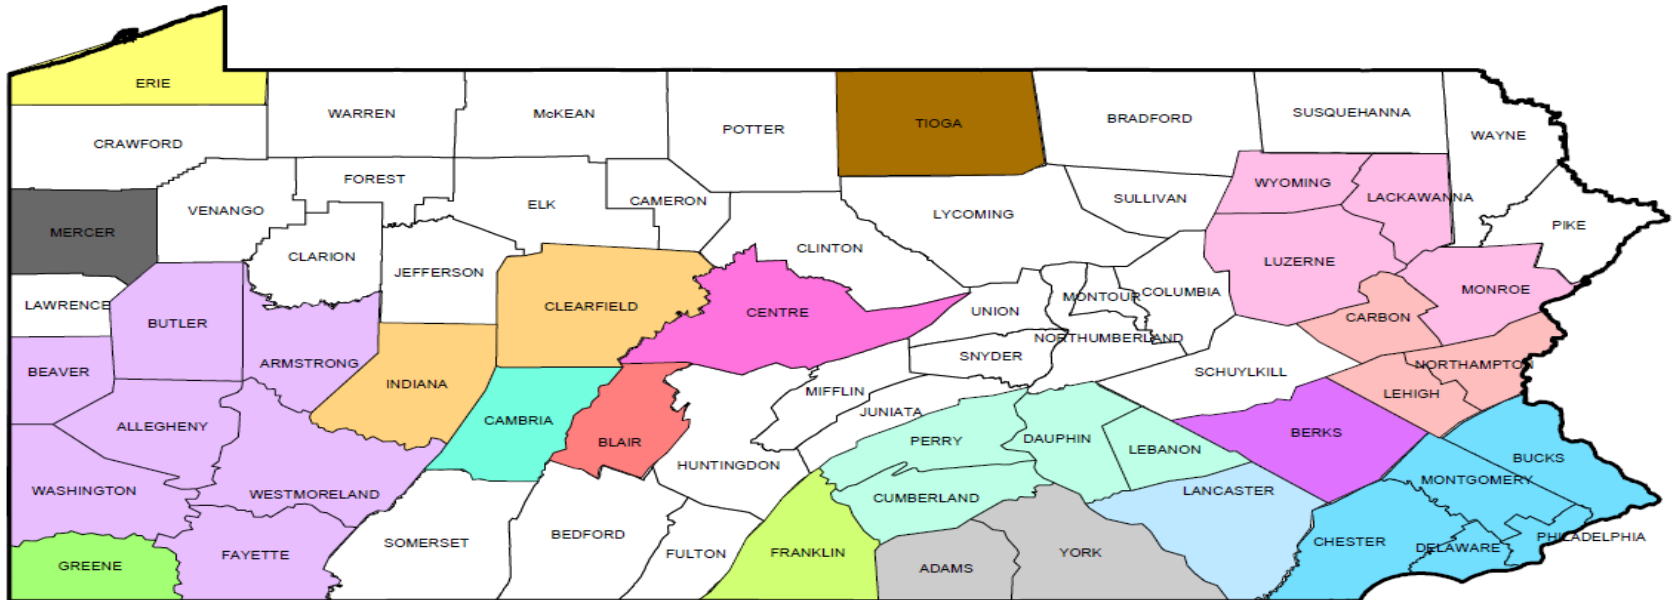 ERIE
WARREN
McKEAN
POTTER
TIOGA
BRADFORD
SUSQUEHANNA
WAYNE
CRAWFORD
FOREST
VENANGO
ELK
CAMERON
LYCOMING
SULLIVAN
WYOMING
LACKAWANNA
PIKE
MERCER
CLARION
JEFFERSON
CLINTON
LUZERNE
LAWRENCE
BUTLER
CLEARFIELD
CENTRE
UNION
MONTOUR
COLUMBIA
MONROE
CARBON
ARMSTRONG
BEAVER
INDIANA
SNYDER
NORTHUMBERLAND
SCHUYLKILL
NORTHAMPTON
LEHIGH
MIFFLIN
JUNIATA
ALLEGHENY
CAMBRIA
BLAIR
PERRY
DAUPHIN
LEBANON
BERKS
BUCKS
HUNTINGDON
MONTGOMERY
WASHINGTON
WESTMORELAND
CUMBERLAND
LANCASTER
GREENE
FAYETTE
SOMERSET
BEDFORD
FULTON
FRANKLIN
ADAMS
YORK
CHESTER
DELAWARE
PHILADELPHIA